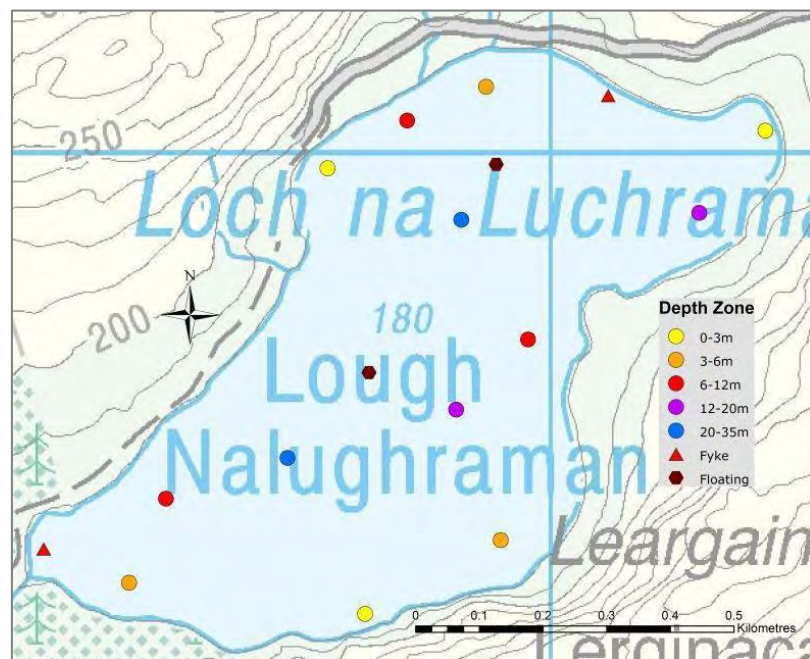 250
Loch na Luchrama
N
200
180
Lough
Nalughraman
Depth Zone
0-3m
3-6m
6-12m
12-20m
20-35m
Fyke
Floating
Leargain
0 0.1 0.2 0.3 0.4 0.5
Kilometres